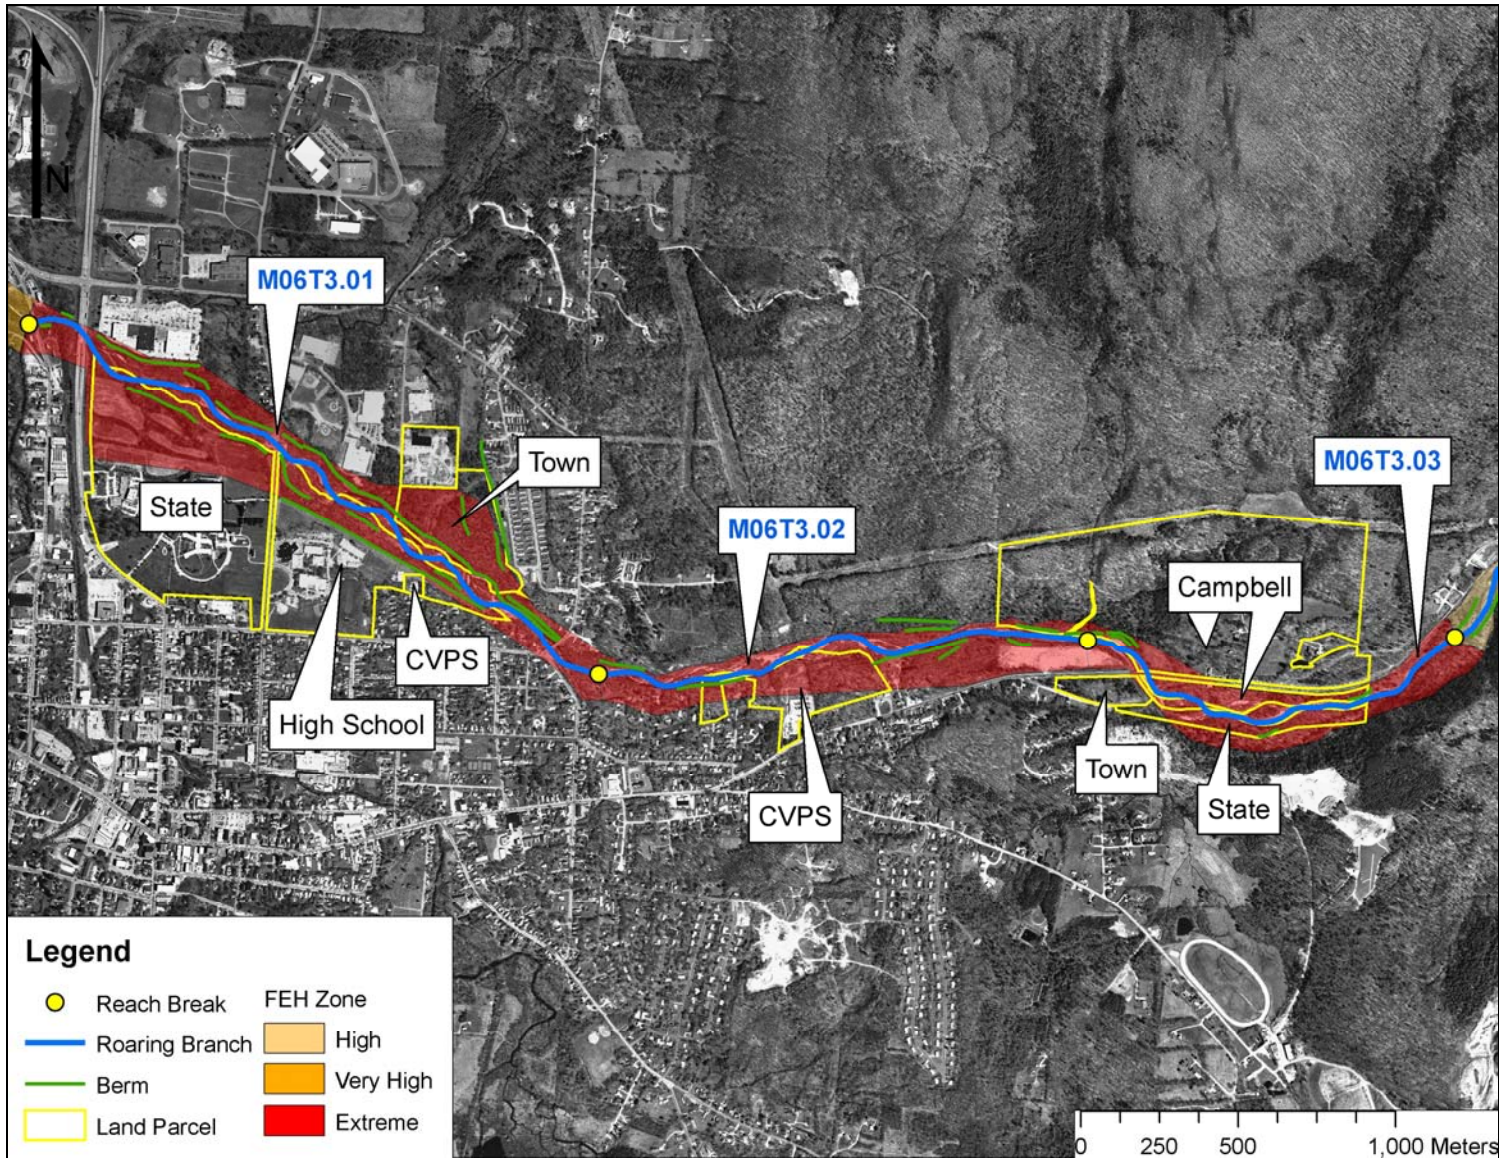 N
M06T3.01
Town
M06T3.03
State
M06T3.02
Campbell
CVPS
High School
Town
CVPS
State
Legend
Reach Break
Roaring Branch
Berm
Land Parcel
FEH Zone
High
Very High
Extreme
0 250 500 1,000 Meters